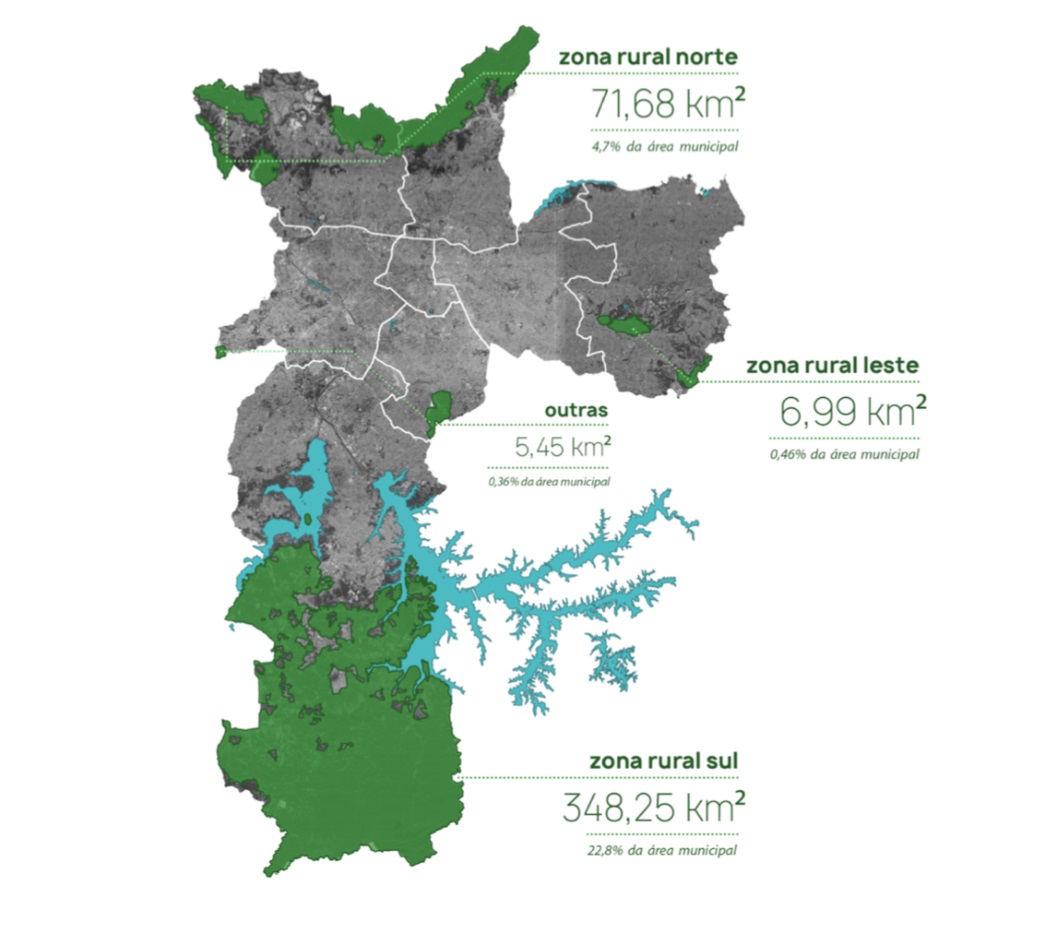 zona rural norte
71,68 km²
4,7% da área municipal
zona rural leste
6,99 km²
0,46% da área municipal
outras
5,45 km²
0,36% da área municipal
zona rural sul
348,25 km²
22,8% da área municipal